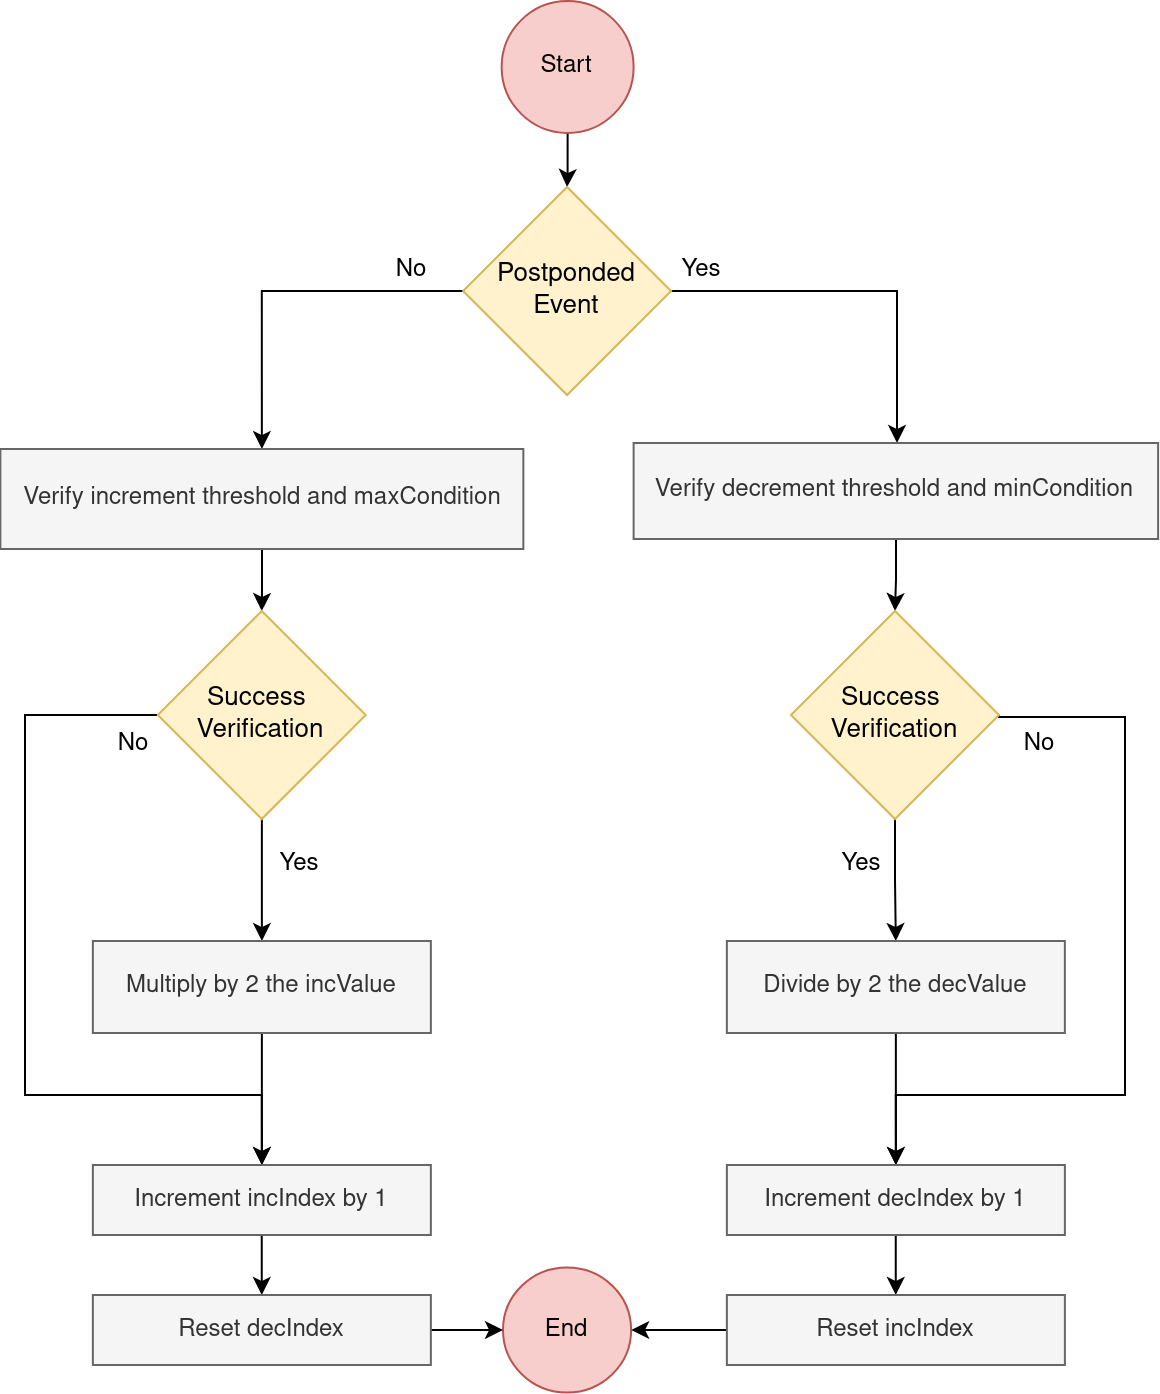 Start
Postponded
Event
No
Yes
Verify increment threshold and maxCondition
Verify decrement threshold and minCondition
Success
Verification
Success
Verification
No
No
Yes
Yes
Multiply by 2 the incValue
Divide by 2 the decValue
Increment incIndex by 1
Increment decIndex by 1
Reset decIndex
End
Reset incIndex